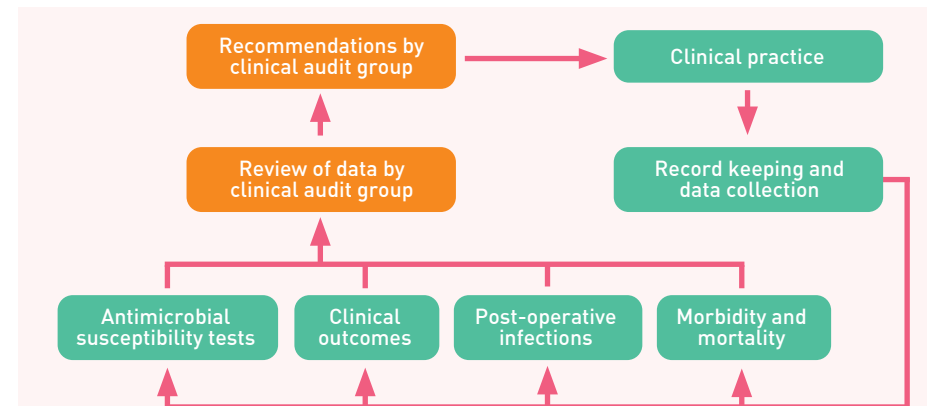 Recommendations by
clinical audit group
Clinical practice
Review of data by
clinical audit group
Record keeping and
data collection
Antimicrobial
susceptibility tests
Clinical
outcomes
Post-operative
infections
Morbidity and
mortality